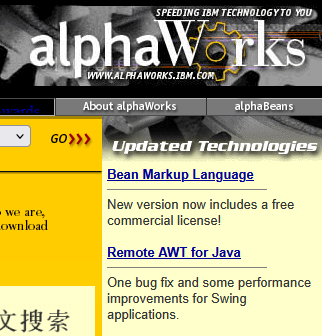 SPEEDING IBM TECHNOLOGY TO YOU
alphaWorks
WWW.ALPHAWORKS.IBM.COM
About alphaWorks
alphaBeans
GO
Updated Technologies
Bean Markup Language
New version now includes a free
commercial license!
we are,
Remote AWT for Java
One bug fix and some performance
improvements for Swing
applications.
文搜索